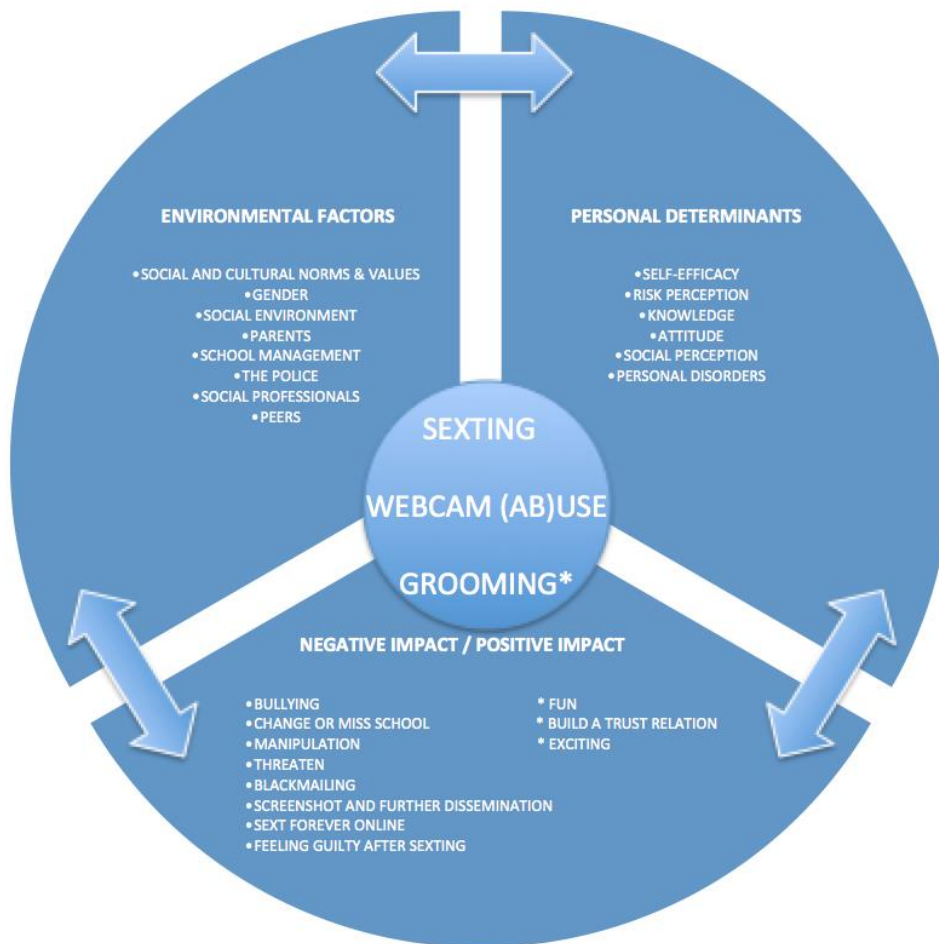 ENVIRONMENTAL FACTORS
•SOCIAL AND CULTURAL NORMS & VALUES
•GENDER
•SOCIAL ENVIRONMENT
•PARENTS
•SCHOOL MANAGEMENT
•THE POLICE
•SOCIAL PROFESSIONALS
•PEERS
PERSONAL DETERMINANTS
•SELF-EFFICACY
•RISK PERCEPTION
•KNOWLEDGE
•ATTITUDE
•SOCIAL PERCEPTION
•PERSONAL DISORDERS
SEXTING
WEBCAM (AB)USE
GROOMING*
NEGATIVE IMPACT / POSITIVE IMPACT
•BULLYING
•CHANGE OR MISS SCHOOL
•MANIPULATION
•THREATEN
•BLACKMAILING
•SCREENSHOT AND FURTHER DISSEMINATION
•SEXT FOREVER ONLINE
•FEELING GUILTY AFTER SEXTING
* FUN
* BUILD A TRUST RELATION
* EXCITING